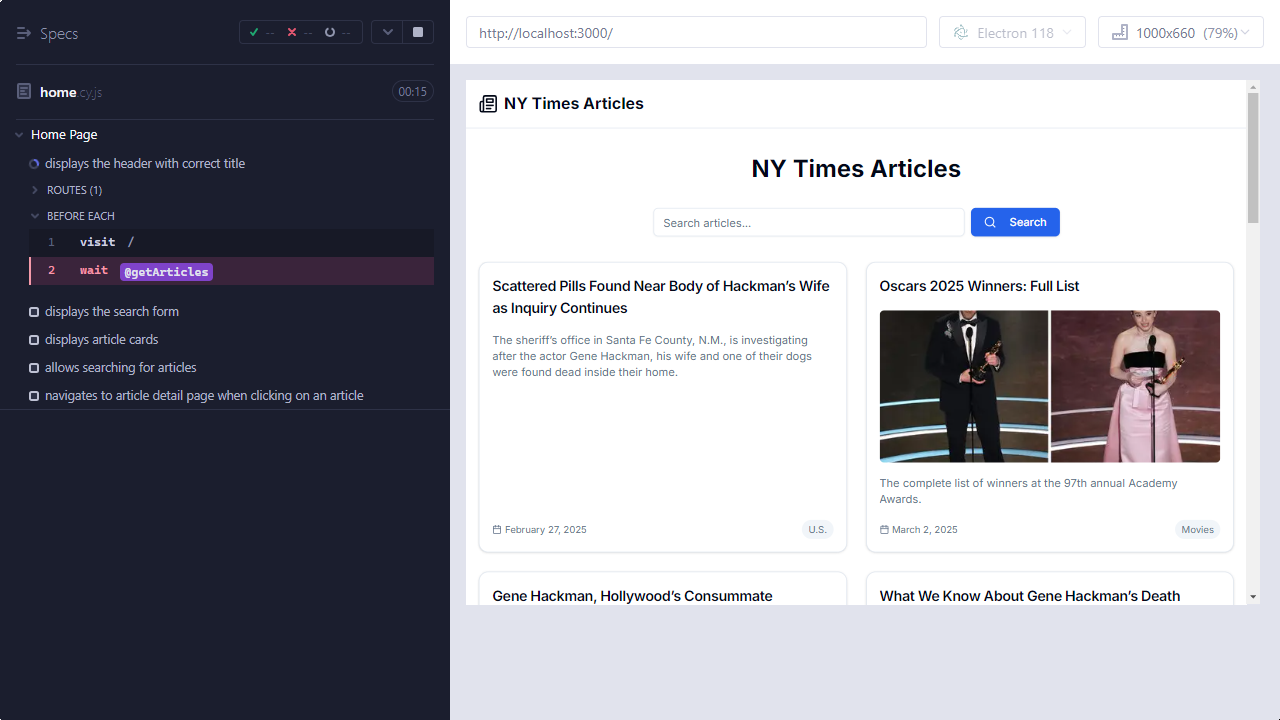 Specs
--
--
--
home.cy.js
00:15
Home Page
displays the header with correct title
ROUTES (1)
BEFORE EACH
1 visit /
2 wait @getArticles
displays the search form
displays article cards
allows searching for articles
navigates to article detail page when clicking on an article
http://localhost:3000/
Electron 118
1000x660 (79%)
NY Times Articles
NY Times Articles
Search articles...
Search
Scattered Pills Found Near Body of Hackman’s Wife
as Inquiry Continues
The sheriff’s office in Santa Fe County, N.M., is investigating
after the actor Gene Hackman, his wife and one of their dogs
were found dead inside their home.
February 27, 2025
U.S.
Oscars 2025 Winners: Full List
The complete list of winners at the 97th annual Academy
Awards.
March 2, 2025
Movies
Gene Hackman, Hollywood’s Consummate
What We Know About Gene Hackman’s Death